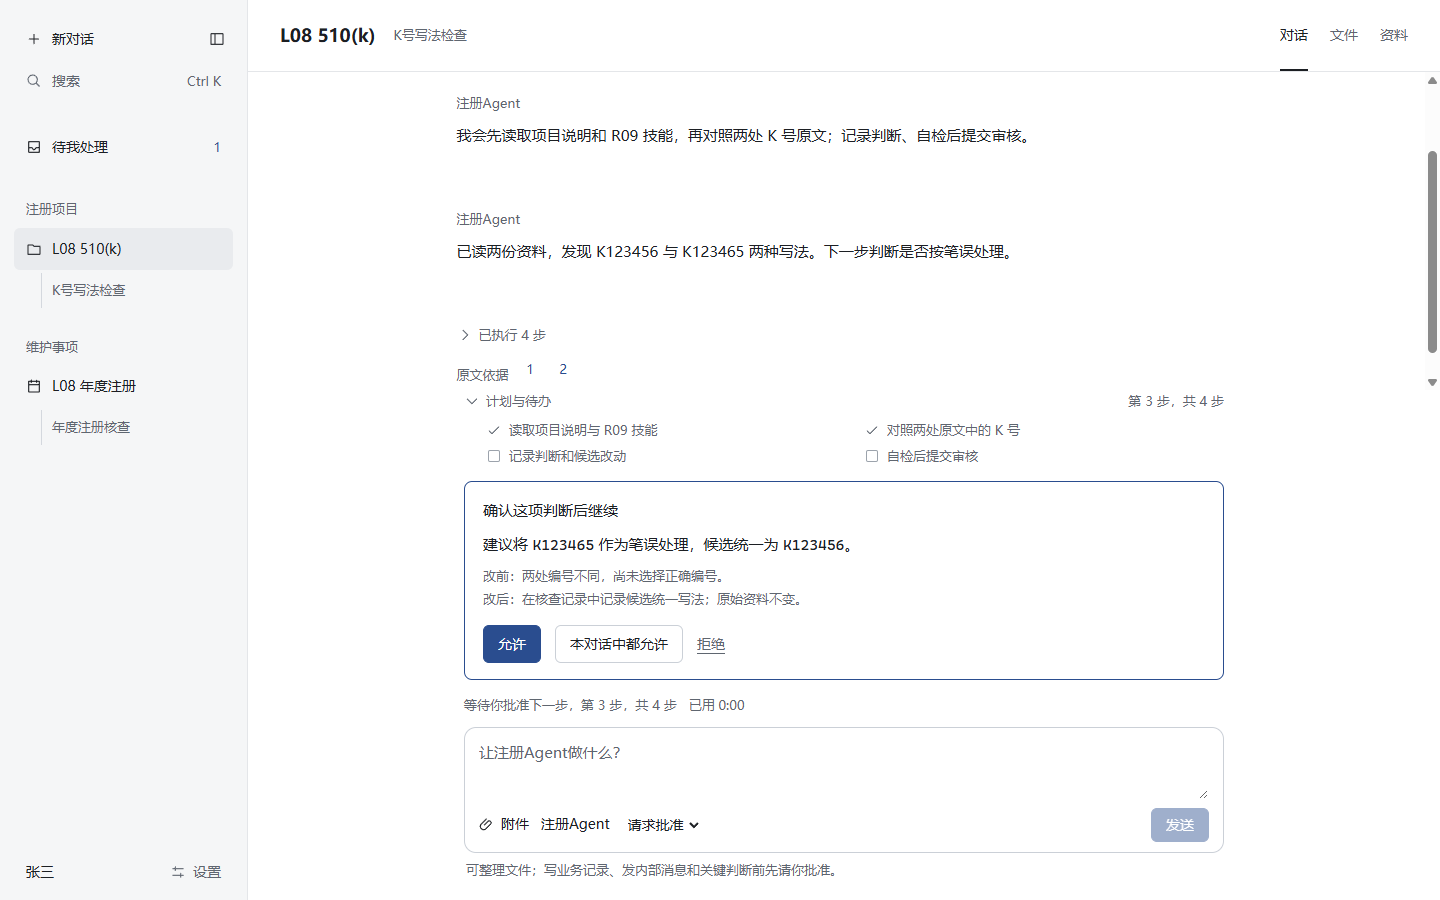 新对话
搜索 Ctrl K
待我处理 1
注册项目
L08 510(k)
K号写法检查
维护事项
L08 年度注册
年度注册核查
张三 设置
L08 510(k) K号写法检查 对话 文件 资料
注册Agent
我会先读取项目说明和 R09 技能，再对照两处 K 号原文；记录判断、自检后提交审核。
注册Agent
已读两份资料，发现 K123456 与 K123465 两种写法。下一步判断是否按笔误处理。
已执行 4 步
原文依据 1 2
计划与待办 第 3 步，共 4 步
读取项目说明与 R09 技能 对照两处原文中的 K 号
记录判断和候选改动 自检后提交审核
确认这项判断后继续
建议将 K123465 作为笔误处理，候选统一为 K123456。
改前：两处编号不同，尚未选择正确编号。
改后：在核查记录中记录候选统一写法；原始资料不变。
允许 本对话中都允许 拒绝
等待你批准下一步，第 3 步，共 4 步 已用 0:00
让注册Agent做什么？
附件 注册Agent 请求批准 发送
可整理文件；写业务记录、发内部消息和关键判断前先请你批准。